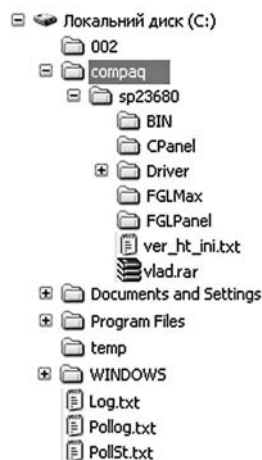 Локальний диск (C:)
002
compaq
sp23680
BIN
CPanel
Driver
FGLMax
FGLPanel
ver_ht_ini.txt
vlad.rar
Documents and Settings
Program Files
temp
WINDOWS
Log.txt
Pollog.txt
PollSt.txt